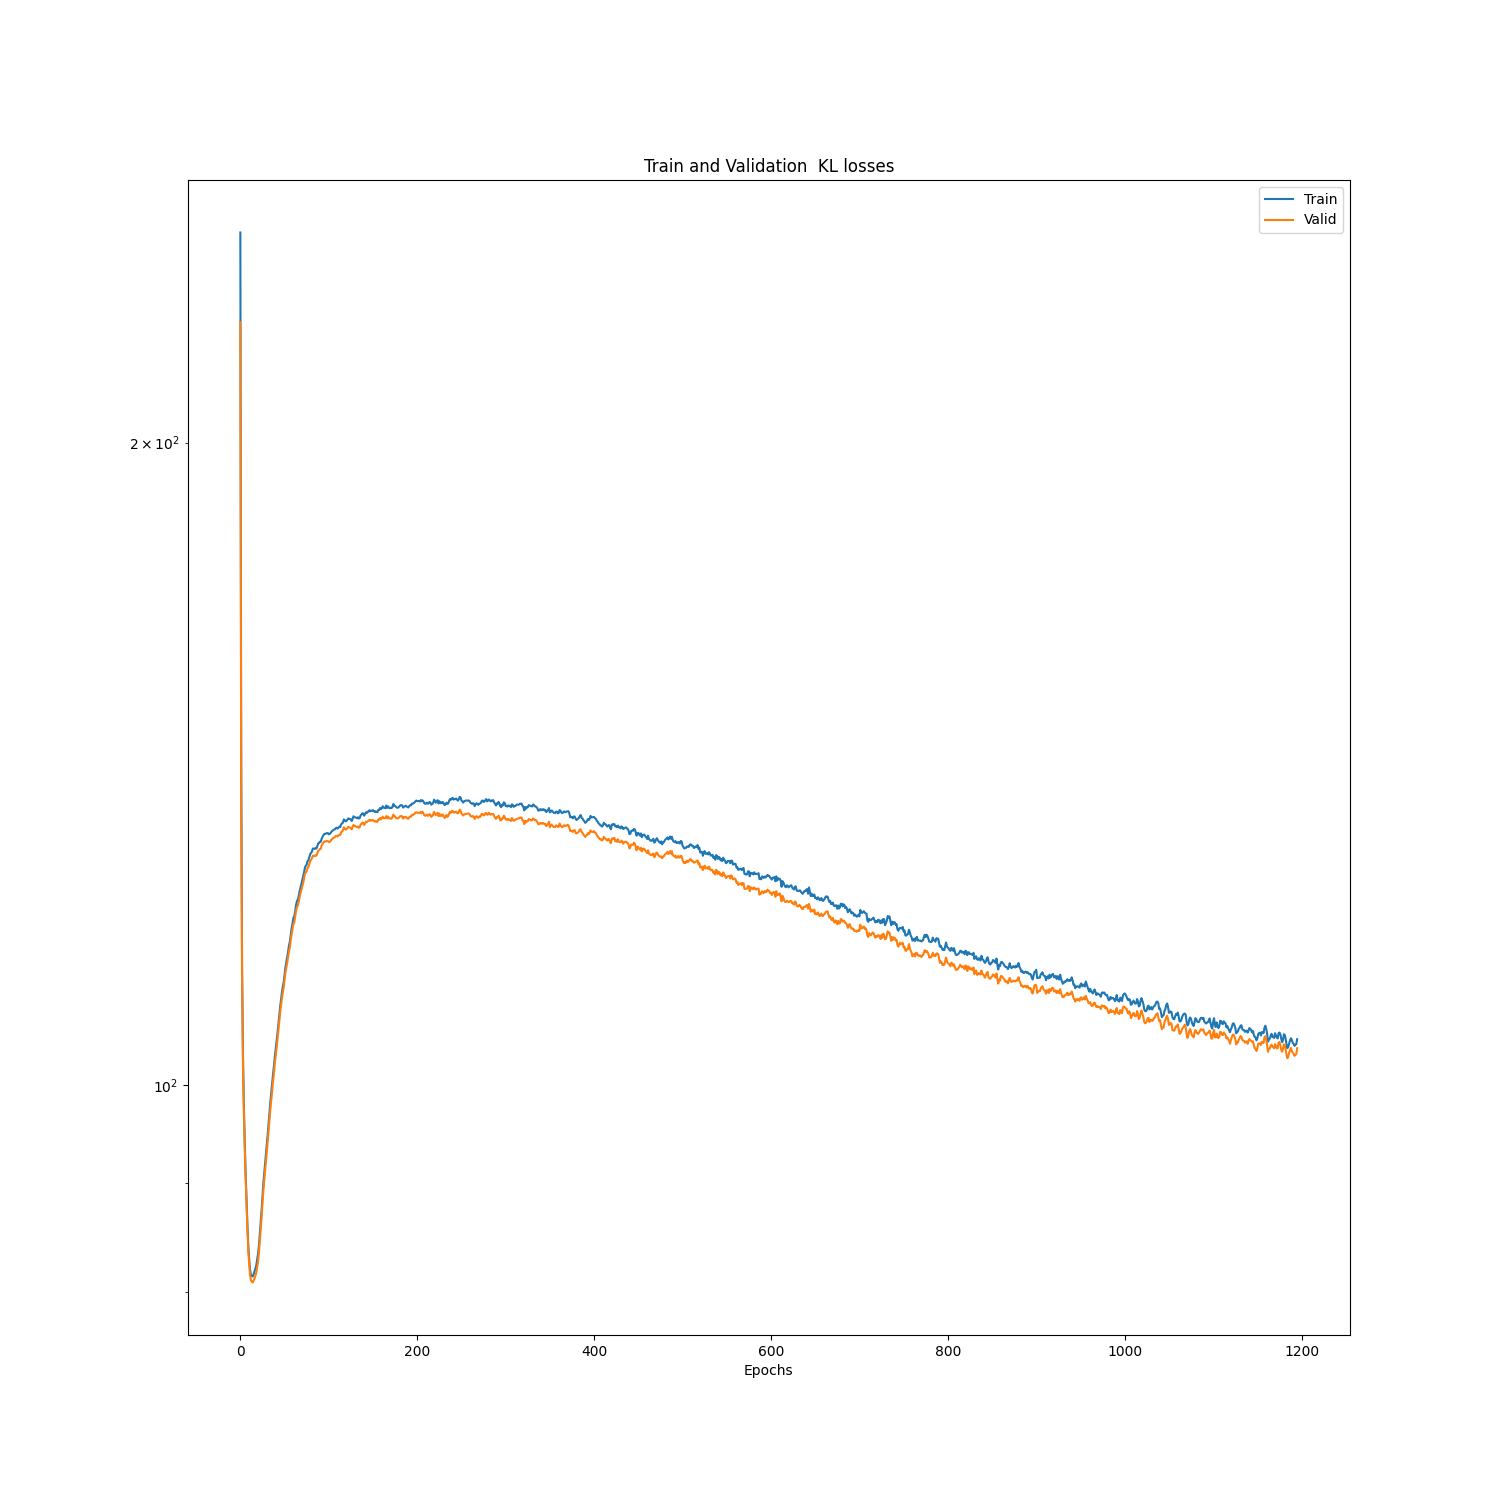 Train and Validation  KL losses
Train
Valid
2 × 10²
10²
0 200 400 600 800 1000 1200
Epochs